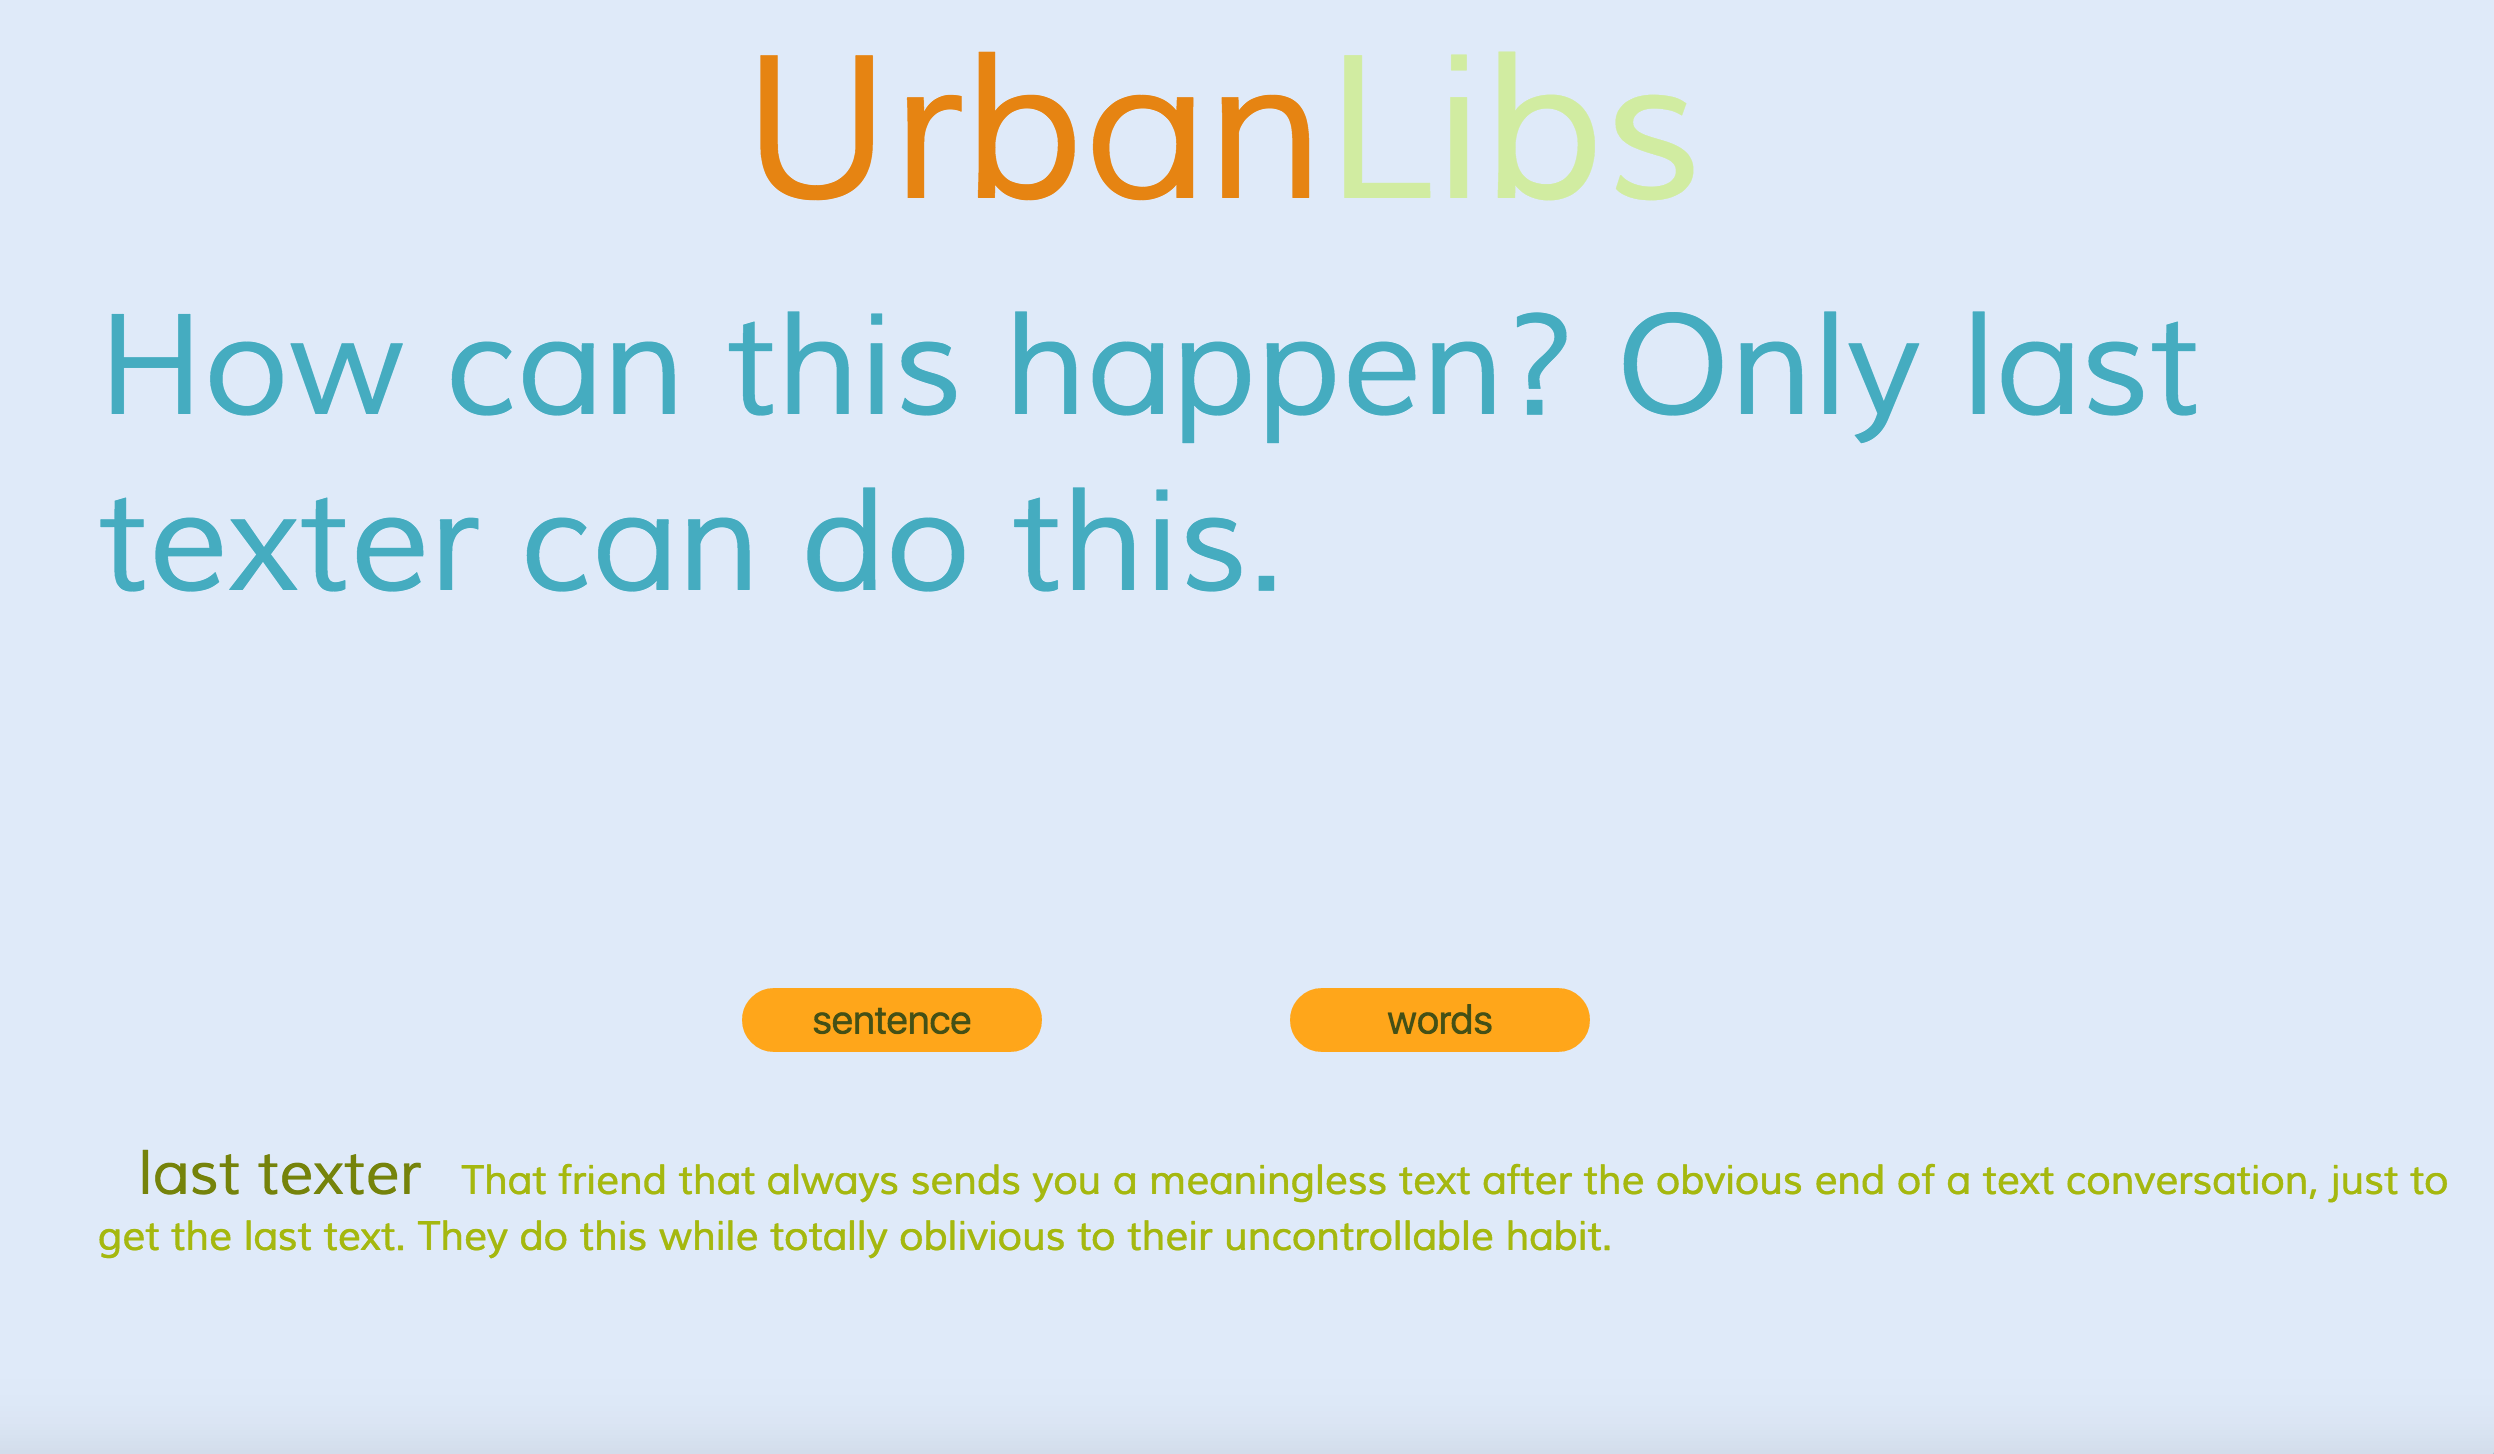 UrbanLibs
How can this happen? Only last
texter can do this.
sentence words
last texter That friend that always sends you a meaningless text after the obvious end of a text conversation, just to
get the last text. They do this while totally oblivious to their uncontrollable habit.